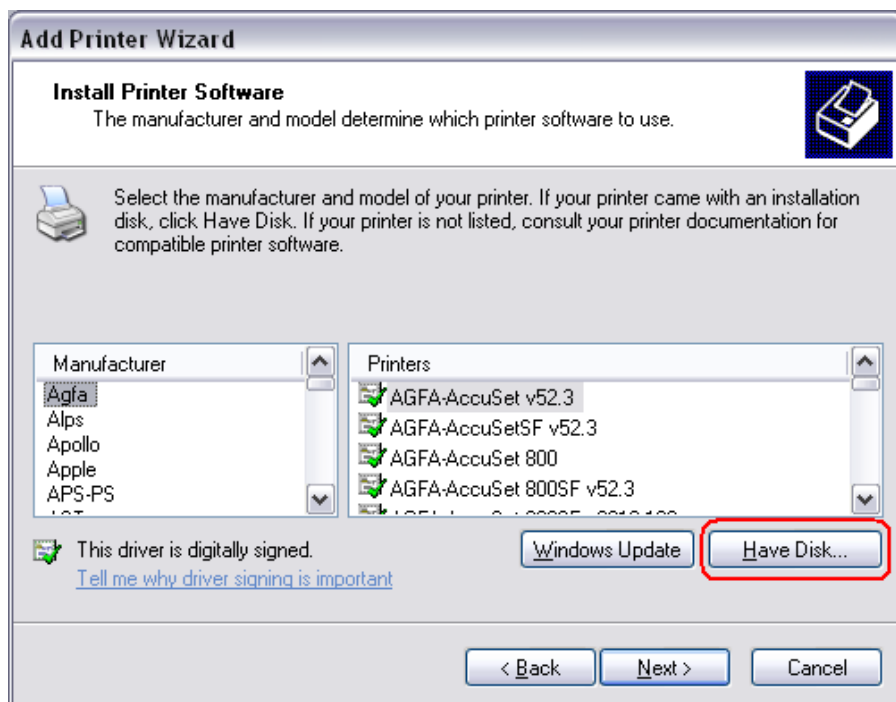 Add Printer Wizard
Install Printer Software
The manufacturer and model determine which printer software to use.
Select the manufacturer and model of your printer. If your printer came with an installation
disk, click Have Disk. If your printer is not listed, consult your printer documentation for
compatible printer software.
Manufacturer
Agfa
Alps
Apollo
Apple
APS-PS
Printers
AGFA-AccuSet v52.3
AGFA-AccuSetSF v52.3
AGFA-AccuSet 800
AGFA-AccuSet 800SF v52.3
This driver is digitally signed.
Tell me why driver signing is important
Windows Update
Have Disk...
< Back
Next >
Cancel